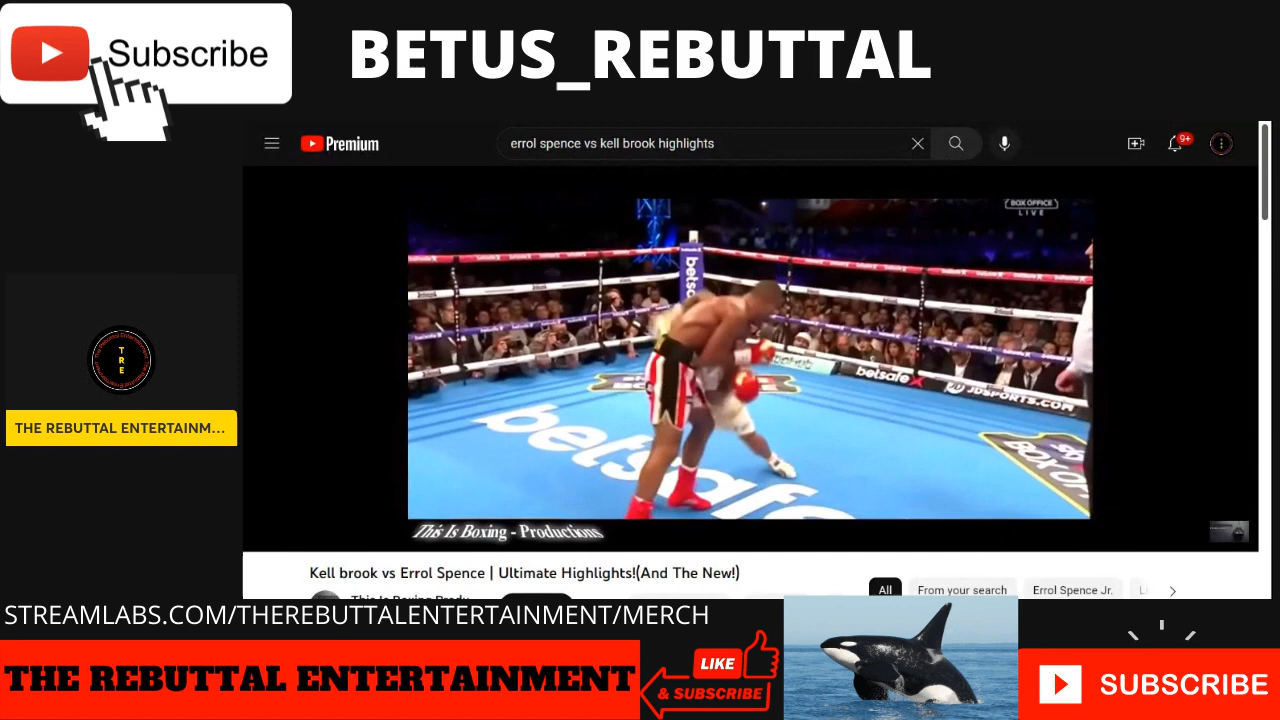 Subscribe
BETUS_REBUTTAL
Premium
errol spence vs kell brook highlights
9+
BOX OFFICE
LIVE
betsafe
JDSPORTS.COM
betsafe
BOX OF
T
R
E
THE REBUTTAL ENTERTAINM...
This Is Boxing - Productions
Kell brook vs Errol Spence | Ultimate Highlights!(And The New!)
All
From your search
Errol Spence Jr.
STREAMLABS.COM/THEREBUTTALENTERTAINMENT/MERCH
THE REBUTTAL ENTERTAINMENT
LIKE
& SUBSCRIBE
SUBSCRIBE